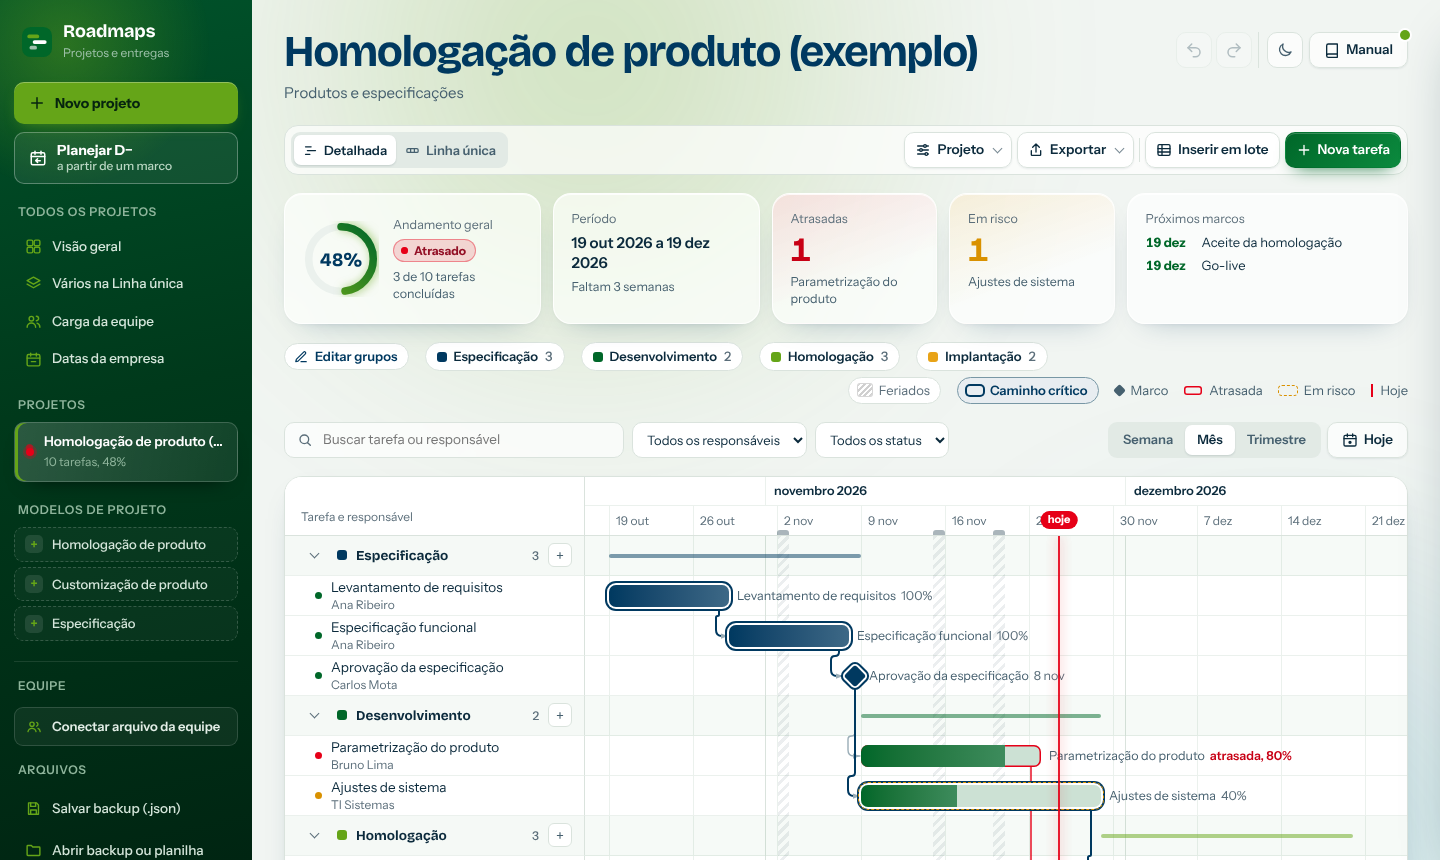 Roadmaps
Projetos e entregas
Novo projeto
Planejar D–
a partir de um marco
TODOS OS PROJETOS
Visão geral
Vários na Linha única
Carga da equipe
Datas da empresa
PROJETOS
Homologação de produto (...
10 tarefas, 48%
MODELOS DE PROJETO
Homologação de produto
Customização de produto
Especificação
EQUIPE
Conectar arquivo da equipe
ARQUIVOS
Salvar backup (.json)
Abrir backup ou planilha
Homologação de produto (exemplo)
Produtos e especificações
Manual
Detalhada
Linha única
Projeto
Exportar
Inserir em lote
Nova tarefa
48%
Andamento geral
Atrasado
3 de 10 tarefas
concluídas
Período
19 out 2026 a 19 dez
2026
Faltam 3 semanas
Atrasadas
1
Parametrização do
produto
Em risco
1
Ajustes de sistema
Próximos marcos
19 dez Aceite da homologação
19 dez Go-live
Editar grupos
Especificação 3
Desenvolvimento 2
Homologação 3
Implantação 2
Feriados
Caminho crítico
Marco
Atrasada
Em risco
Hoje
Buscar tarefa ou responsável
Todos os responsáveis
Todos os status
Semana
Mês
Trimestre
Hoje
Tarefa e responsável
novembro 2026
dezembro 2026
19 out
26 out
2 nov
9 nov
16 nov
hoje
30 nov
7 dez
14 dez
21 dez
Especificação 3
Levantamento de requisitos
Ana Ribeiro
Levantamento de requisitos 100%
Especificação funcional
Ana Ribeiro
Especificação funcional 100%
Aprovação da especificação
Carlos Mota
Aprovação da especificação 8 nov
Desenvolvimento 2
Parametrização do produto
Bruno Lima
Parametrização do produto atrasada, 80%
Ajustes de sistema
TI Sistemas
Ajustes de sistema 40%
Homologação 3